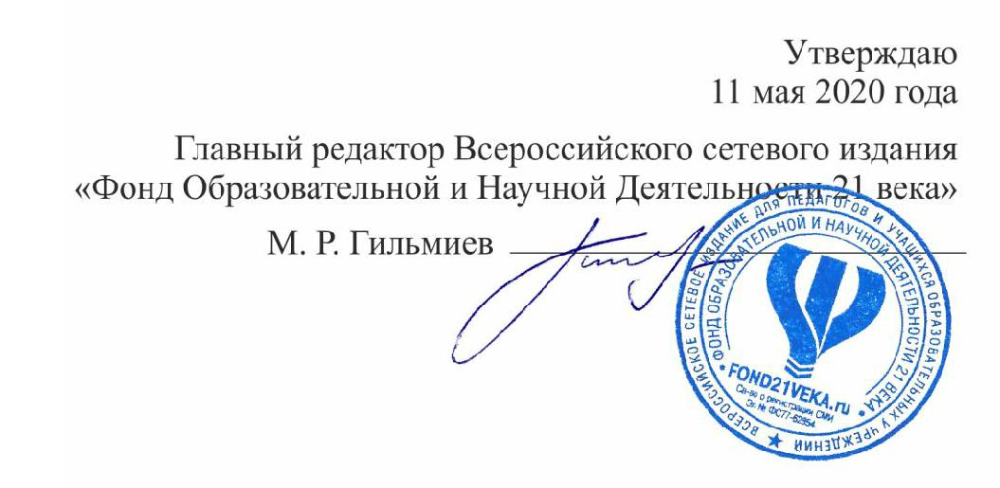 Утверждаю
11 мая 2020 года
Главный редактор Всероссийского сетевого издания
«Фонд Образовательной и Научной Деятельности 21 века»
М. Р. Гильмиев
ВСЕРОССИЙСКОЕ СЕТЕВОЕ ИЗДАНИЕ ДЛЯ ПЕДАГОГОВ И УЧАЩИХСЯ ОБРАЗОВАТЕЛЬНЫХ УЧРЕЖДЕНИЙ
• ФОНД ОБРАЗОВАТЕЛЬНОЙ И НАУЧНОЙ ДЕЯТЕЛЬНОСТИ 21 ВЕКА •
FOND21VEKA.ru
Св-во о регистрации СМИ
Эл № ФС77-62954